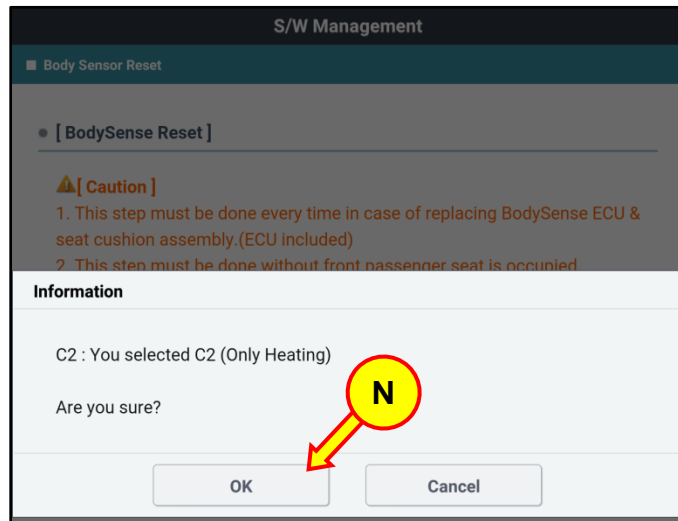 S/W Management
■ Body Sensor Reset
● [ BodySense Reset ]
[ Caution ]
1. This step must be done every time in case of replacing BodySense ECU &
seat cushion assembly.(ECU included)
2. This step must be done without front passenger seat is occupied
Information
C2 : You selected C2 (Only Heating)
Are you sure?
N
OK Cancel